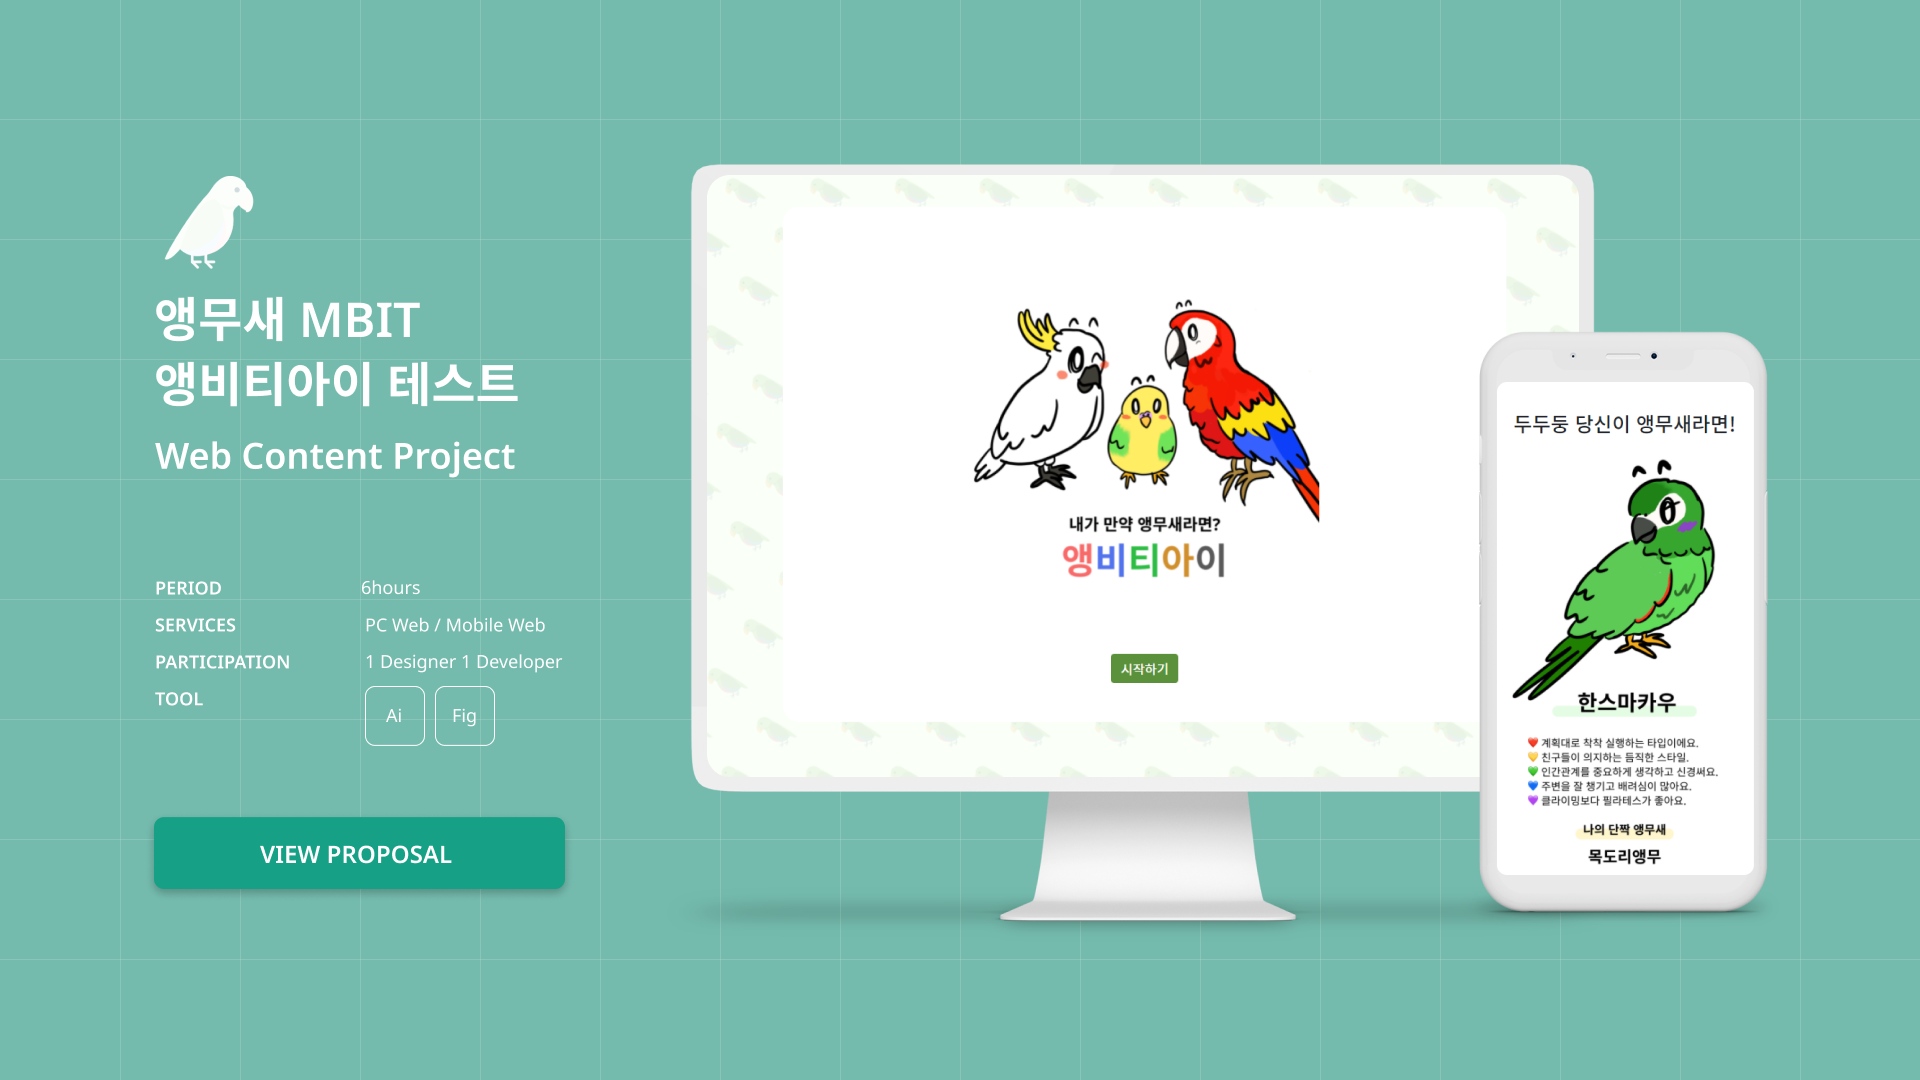 앵무새 MBIT
앵비티아이 테스트
Web Content Project
PERIOD 6hours
SERVICES PC Web / Mobile Web
PARTICIPATION 1 Designer 1 Developer
TOOL
Ai Fig
VIEW PROPOSAL
내가 만약 앵무새라면?
앵비티아이
시작하기
두두둥 당신이 앵무새라면!
한스마카우
계획대로 착착 실행하는 타입이에요.
친구들이 의지하는 듬직한 스타일.
인간관계를 중요하게 생각하고 신경써요.
주변을 잘 챙기고 배려심이 많아요.
클라이밍보다 필라테스가 좋아요.
나의 단짝 앵무새
목도리앵무